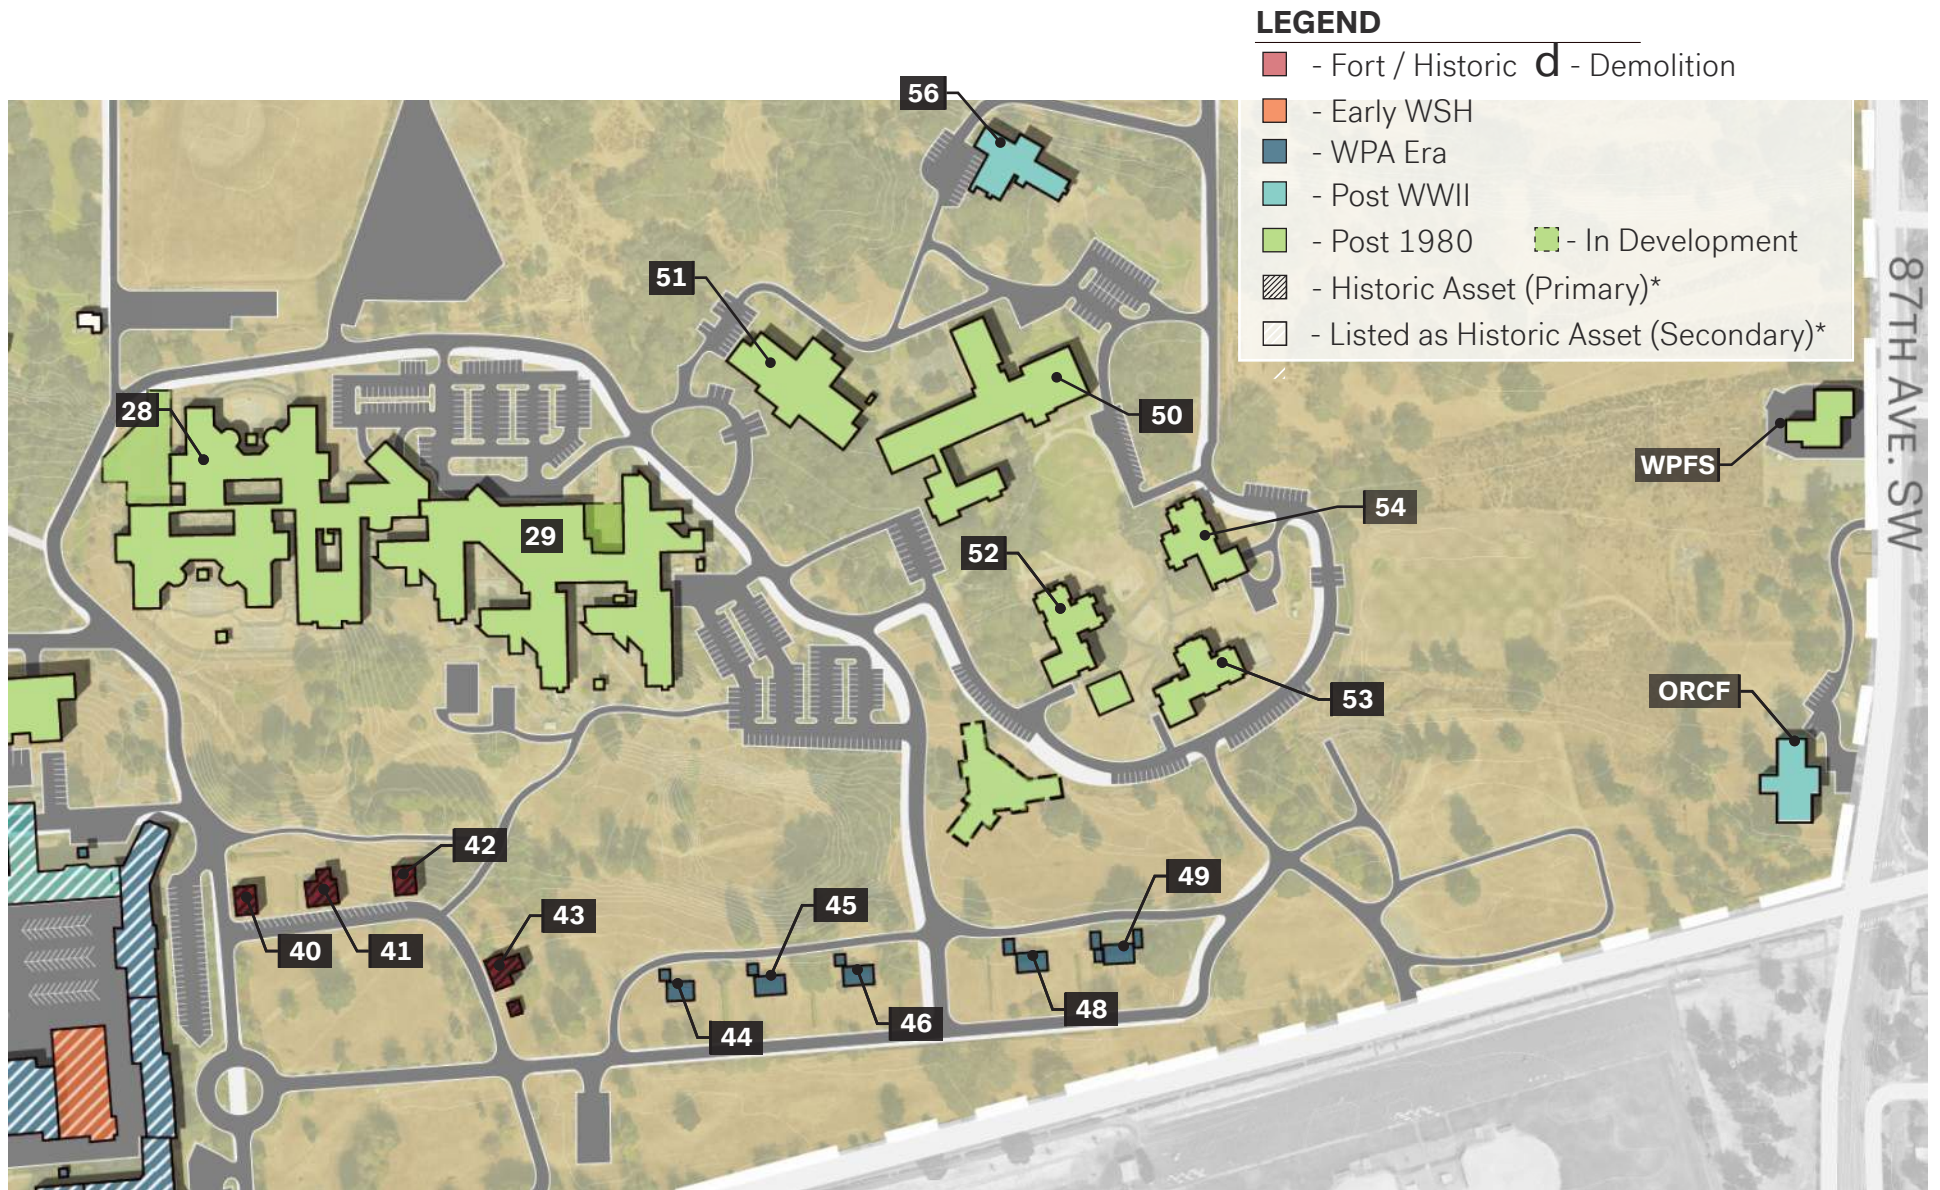 LEGEND
- Fort / Historic d - Demolition
- Early WSH
- WPA Era
- Post WWII
- Post 1980 - In Development
- Historic Asset (Primary)*
- Listed as Historic Asset (Secondary)*
56
51
28
50
WPFS
87TH AVE. SW
54
29
52
53
ORCF
42
49
45
43
40
41
48
46
44